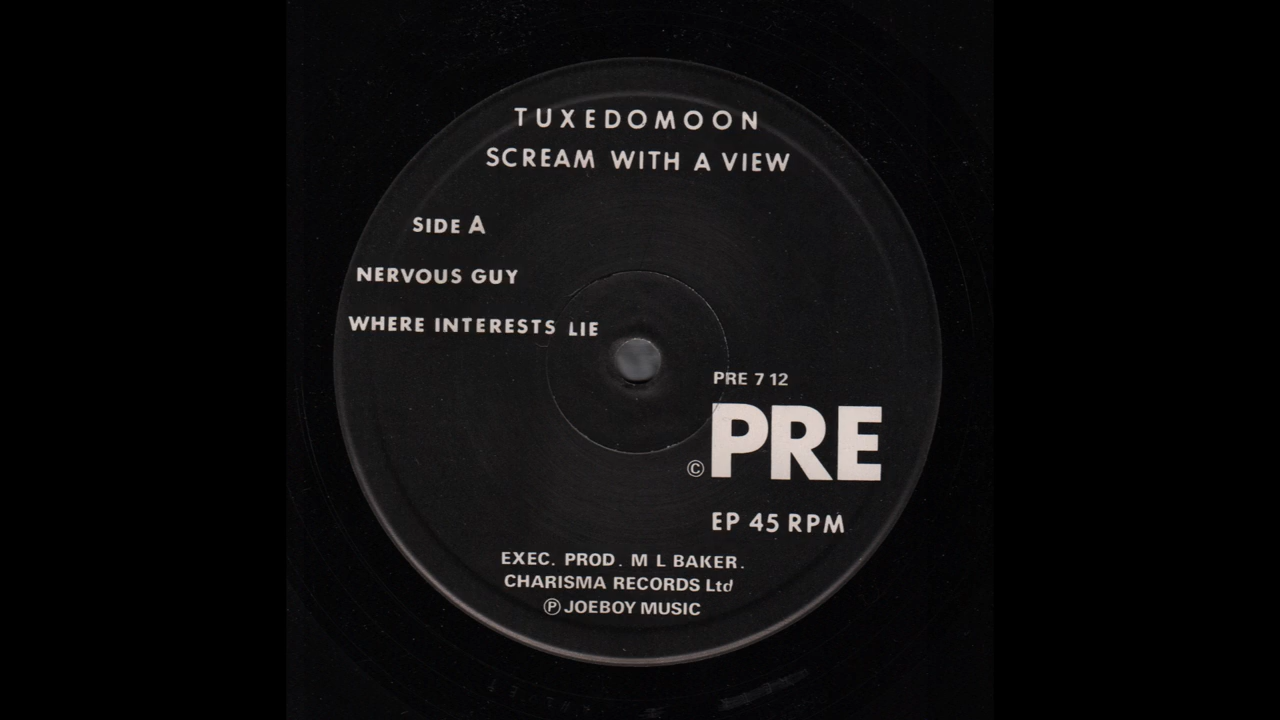 TUXEDOMOON
SCREAM WITH A VIEW
SIDE A
NERVOUS GUY
WHERE INTERESTS LIE
PRE 7 12
© PRE
EP 45 RPM
EXEC. PROD. M L BAKER.
CHARISMA RECORDS Ltd
℗ JOEBOY MUSIC